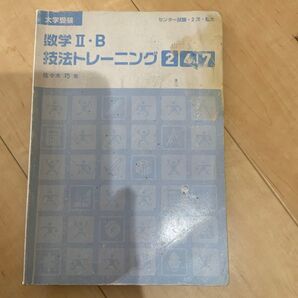 大学受験
センター試験・2次・私大
数学Ⅱ・B
技法トレーニング247
佐々木 巧 著